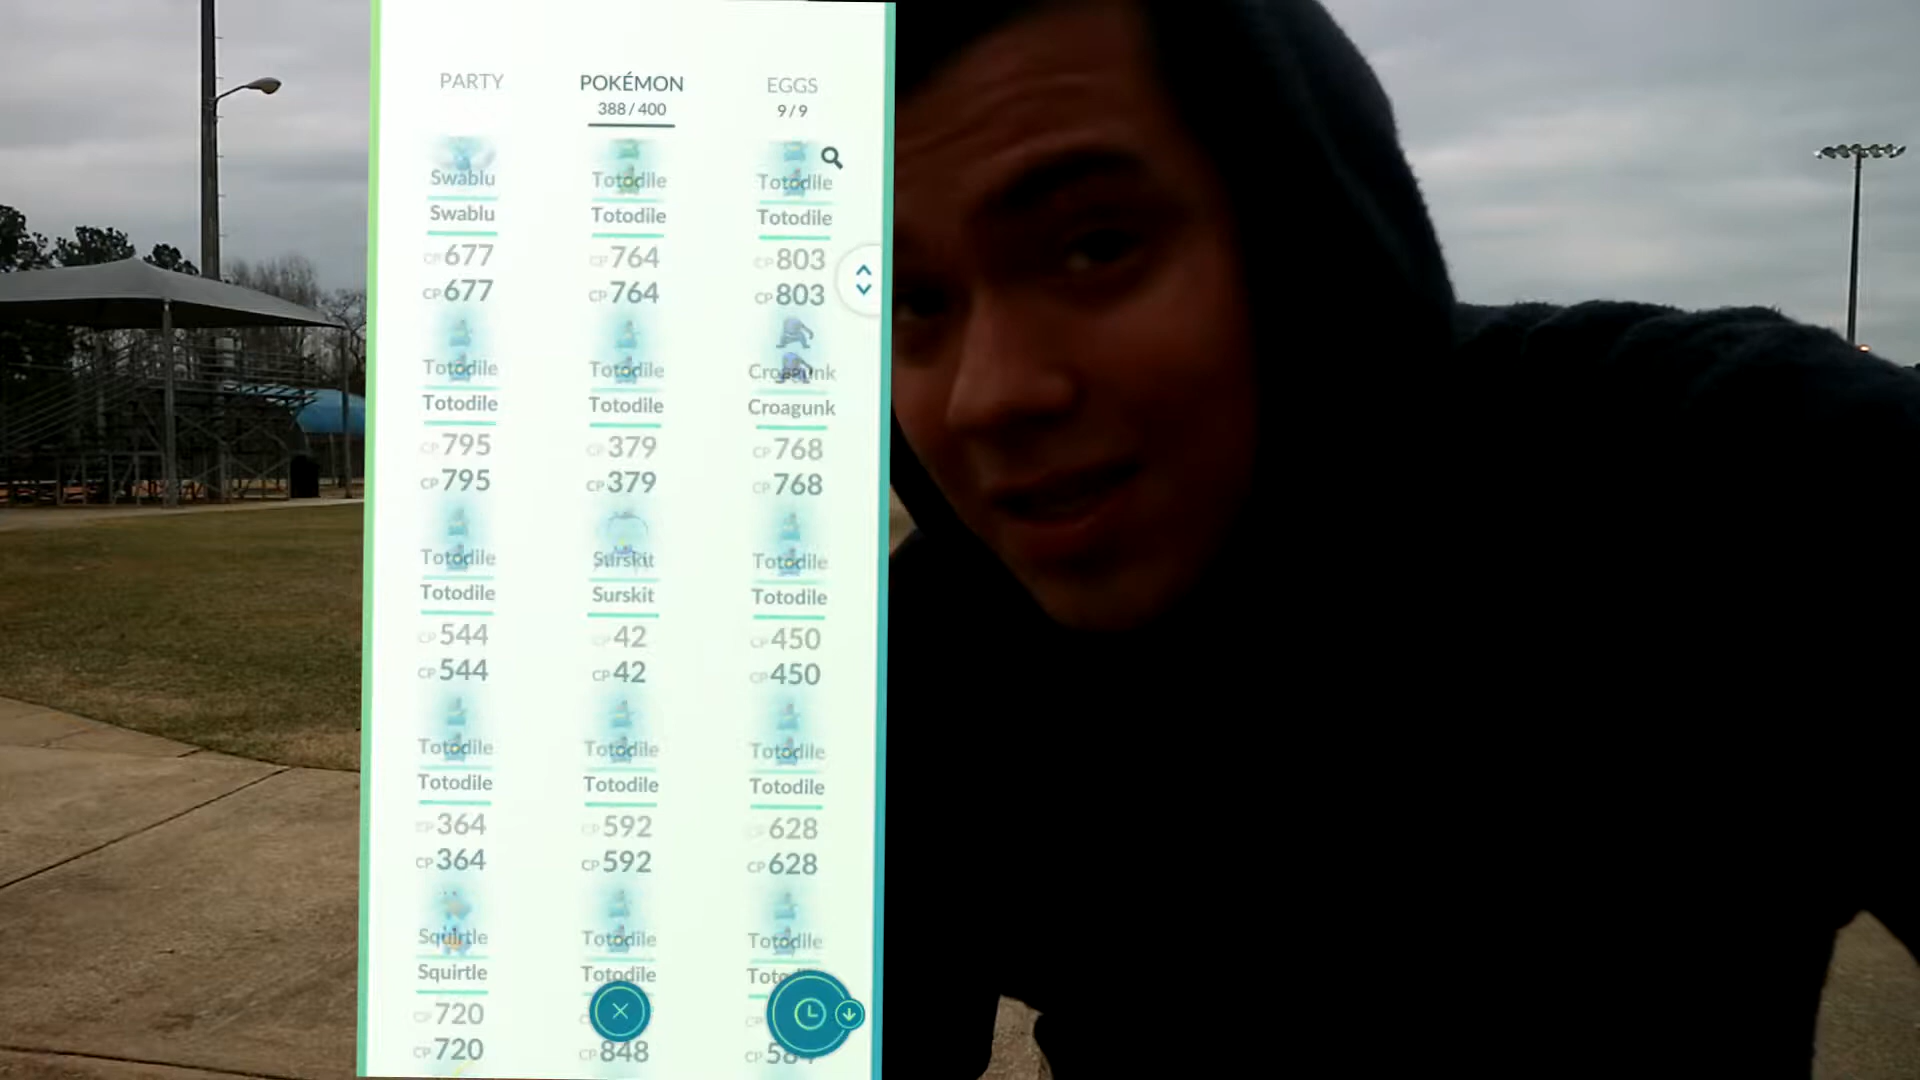 PARTY POKÉMON EGGS
388 / 400 9 / 9
Swablu Totodile Totodile
Swablu Totodile Totodile
CP677 CP764 CP803
CP677 CP764 CP803
Totodile Totodile Croagunk
Totodile Totodile Croagunk
CP795 CP379 CP768
CP795 CP379 CP768
Totodile Surskit Totodile
Totodile Surskit Totodile
CP544 CP42 CP450
CP544 CP42 CP450
Totodile Totodile Totodile
Totodile Totodile Totodile
CP364 CP592 CP628
CP364 CP592 CP628
Squirtle Totodile Totodile
Squirtle Totodile
CP720 CP
CP720 CP848